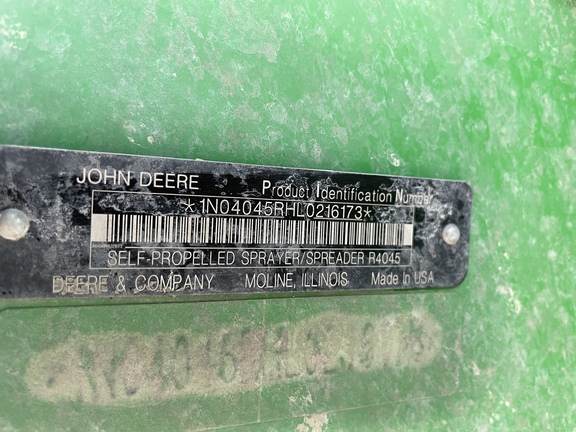 JOHN DEERE Product Identification Number
*1N04045RHL0216173*
SELF-PROPELLED SPRAYER/SPREADER R4045
DEERE & COMPANY MOLINE, ILLINOIS Made in USA